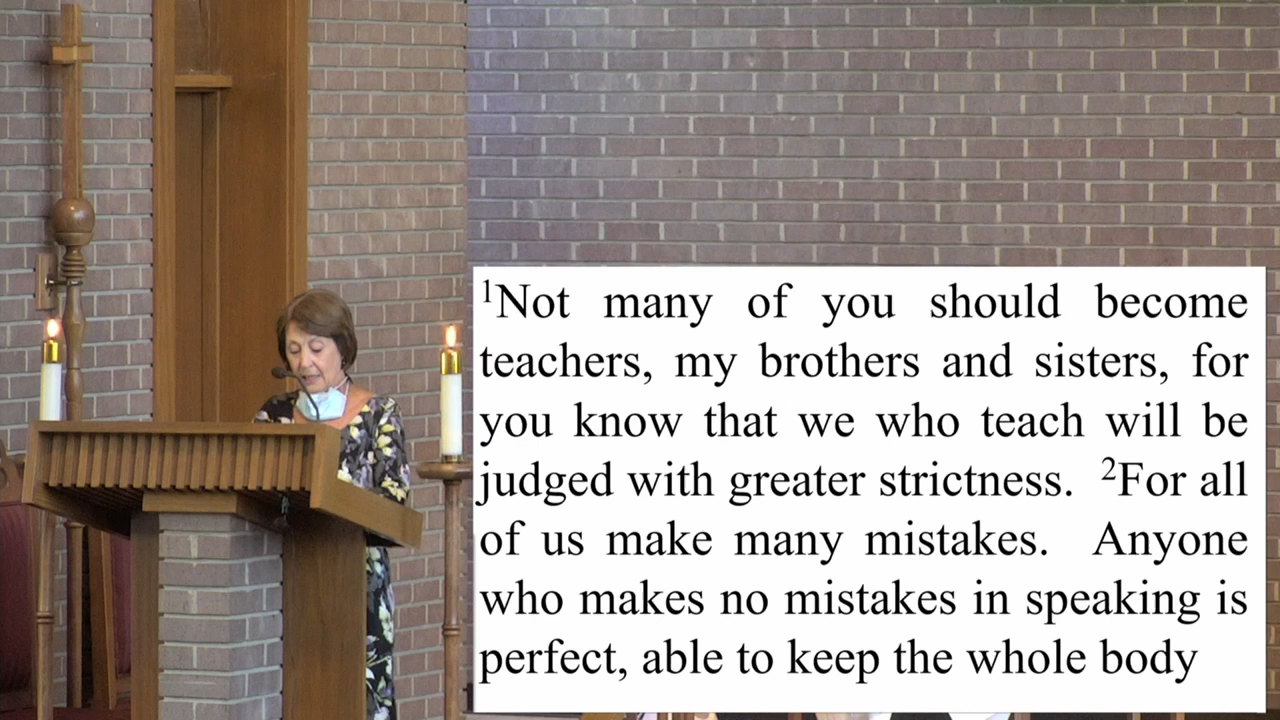 ¹Not many of you should become
teachers, my brothers and sisters, for
you know that we who teach will be
judged with greater strictness. ²For all
of us make many mistakes. Anyone
who makes no mistakes in speaking is
perfect, able to keep the whole body